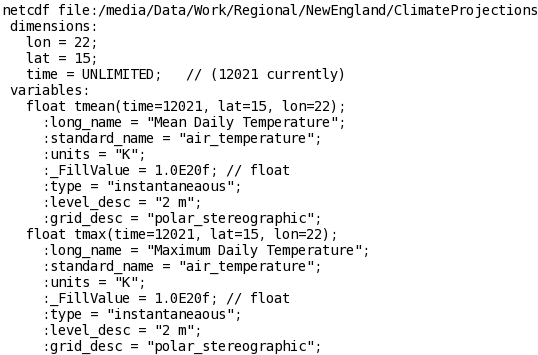 netcdf file:/media/Data/Work/Regional/NewEngland/ClimateProjections
dimensions:
lon = 22;
lat = 15;
time = UNLIMITED; // (12021 currently)
variables:
float tmean(time=12021, lat=15, lon=22);
:long_name = "Mean Daily Temperature";
:standard_name = "air_temperature";
:units = "K";
:_FillValue = 1.0E20f; // float
:type = "instantaneaous";
:level_desc = "2 m";
:grid_desc = "polar_stereographic";
float tmax(time=12021, lat=15, lon=22);
:long_name = "Maximum Daily Temperature";
:standard_name = "air_temperature";
:units = "K";
:_FillValue = 1.0E20f; // float
:type = "instantaneaous";
:level_desc = "2 m";
:grid_desc = "polar_stereographic";